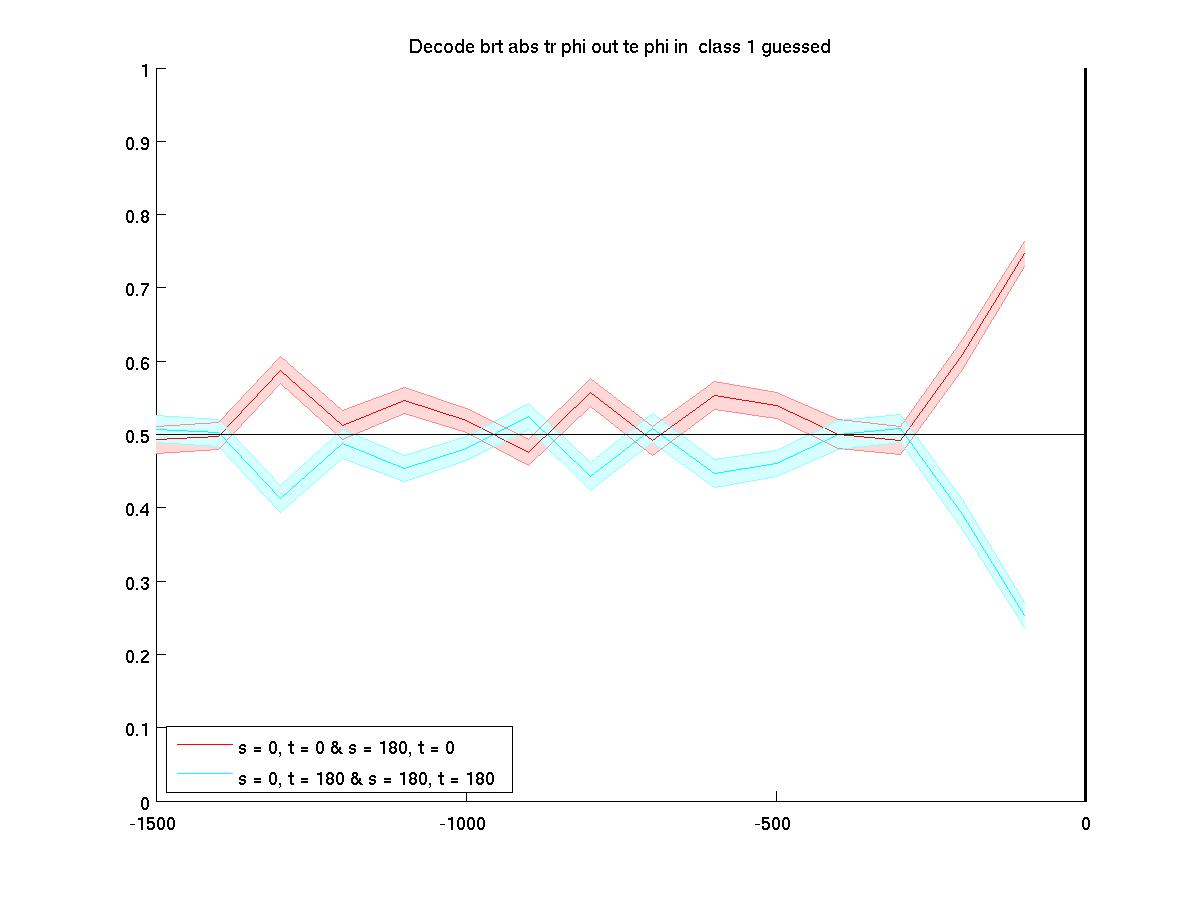 Decode brt abs tr phi out te phi in  class 1 guessed
1
0.9
0.8
0.7
0.6
0.5
0.4
0.3
0.2
0.1
0
s = 0, t = 0 & s = 180, t = 0
s = 0, t = 180 & s = 180, t = 180
-1500 -1000 -500 0